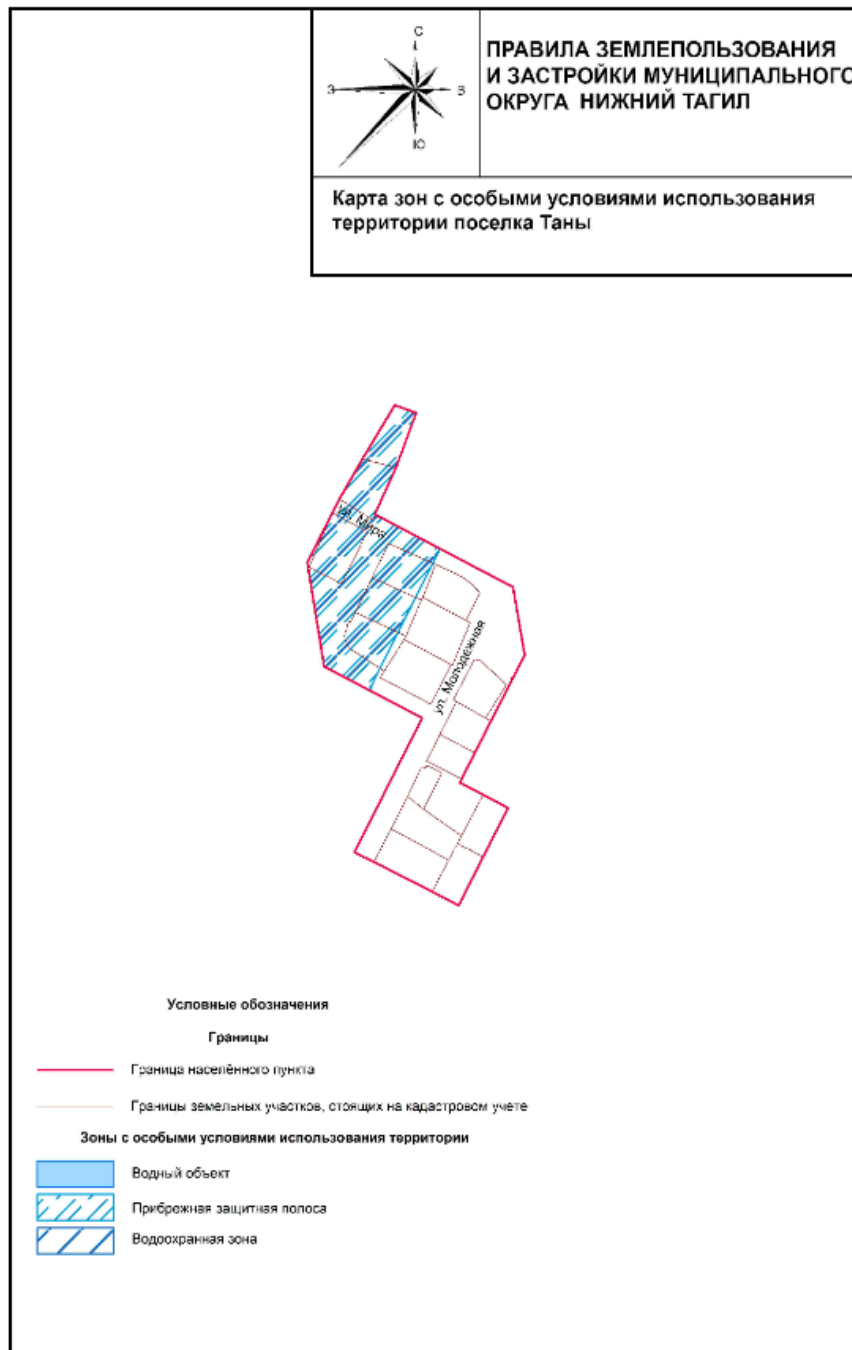 С
З
В
Ю
ПРАВИЛА ЗЕМЛЕПОЛЬЗОВАНИЯ
И ЗАСТРОЙКИ МУНИЦИПАЛЬНОГО
ОКРУГА НИЖНИЙ ТАГИЛ
Карта зон с особыми условиями использования
территории поселка Таны
ул. Мира
ул. Молодежная
Условные обозначения
Границы
Граница населённого пункта
Границы земельных участков, стоящих на кадастровом учете
Зоны с особыми условиями использования территории
Водный объект
Прибрежная защитная полоса
Водоохранная зона